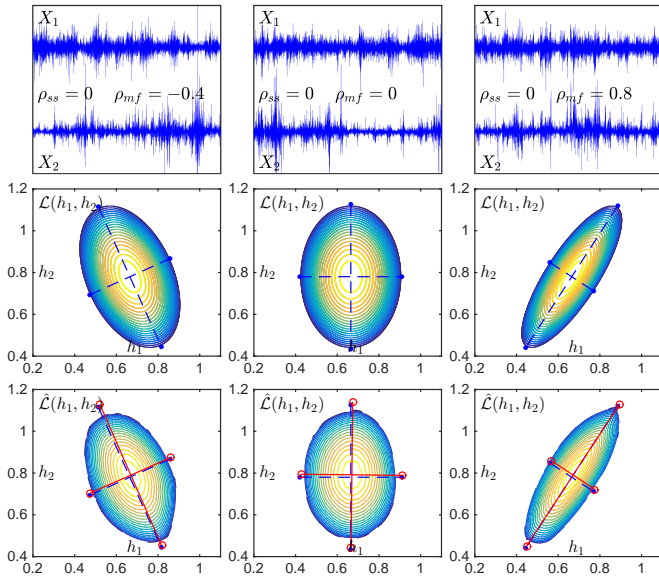 X₁ X₁ X₁
ρₛₛ = 0 ρ_mf = −0.4 ρₛₛ = 0 ρ_mf = 0 ρₛₛ = 0 ρ_mf = 0.8
X₂ X₂ X₂
1.2 ℒ(h₁, h₂) 1.2 ℒ(h₁, h₂) 1.2 ℒ(h₁, h₂)
1 1 1
0.8 h₂ 0.8 h₂ 0.8 h₂
0.6 0.6 0.6
0.4 h₁ 0.4 h₁ 0.4 h₁
0.2 0.4 0.6 0.8 1 0.2 0.4 0.6 0.8 1 0.2 0.4 0.6 0.8 1
1.2 ℒ̂(h₁, h₂) 1.2 ℒ̂(h₁, h₂) 1.2 ℒ̂(h₁, h₂)
1 1 1
0.8 h₂ 0.8 h₂ 0.8 h₂
0.6 0.6 0.6
0.4 h₁ 0.4 h₁ 0.4 h₁
0.2 0.4 0.6 0.8 1 0.2 0.4 0.6 0.8 1 0.2 0.4 0.6 0.8 1